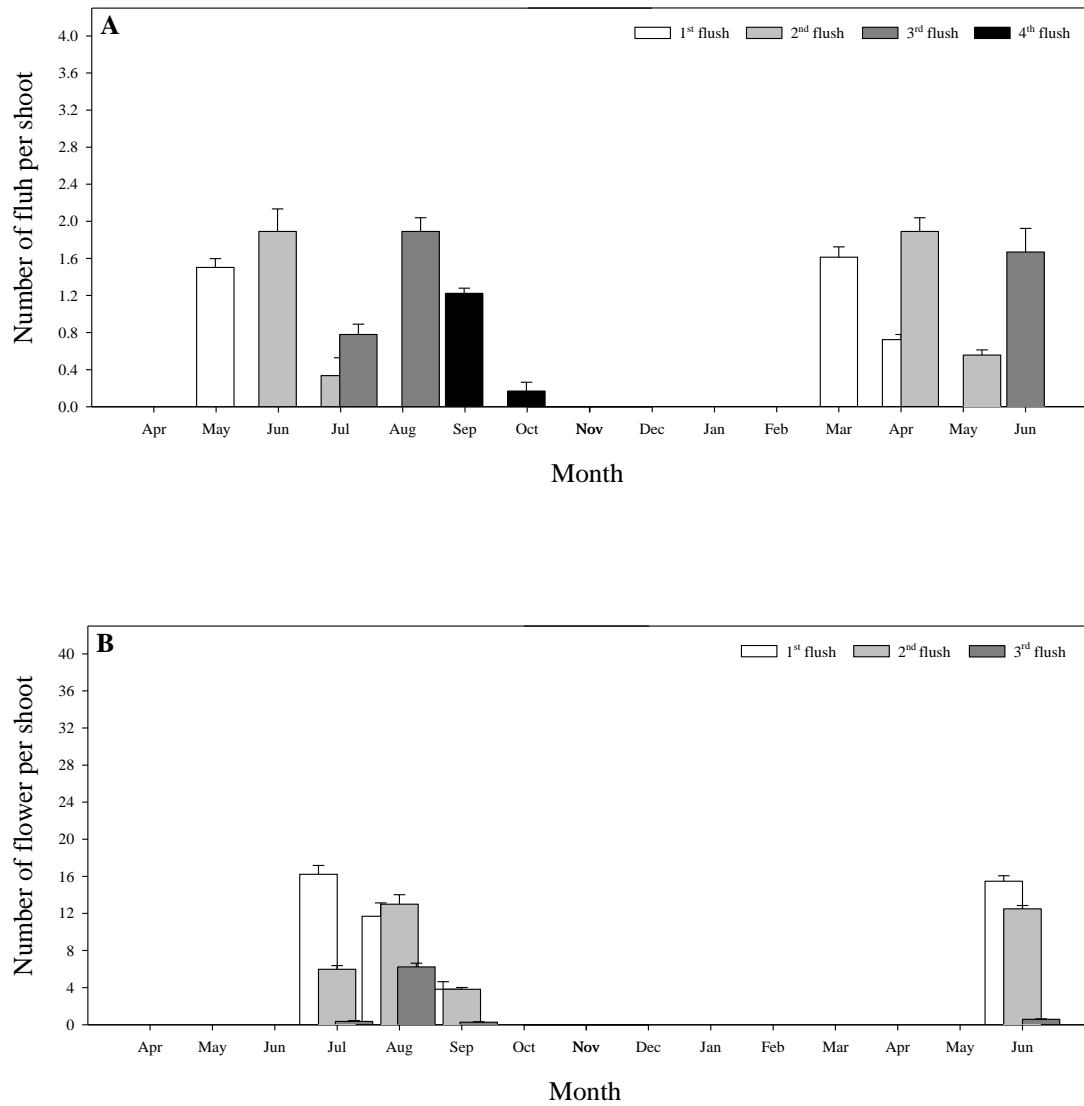 A
1st flush 2nd flush 3rd flush 4th flush
4.0
3.6
3.2
2.8
2.4
2.0
1.6
1.2
0.8
0.4
0.0
Number of fluh per shoot
Apr May Jun Jul Aug Sep Oct Nov Dec Jan Feb Mar Apr May Jun
Month
B
1st flush 2nd flush 3rd flush
40
36
32
28
24
20
16
12
8
4
0
Number of flower per shoot
Apr May Jun Jul Aug Sep Oct Nov Dec Jan Feb Mar Apr May Jun
Month